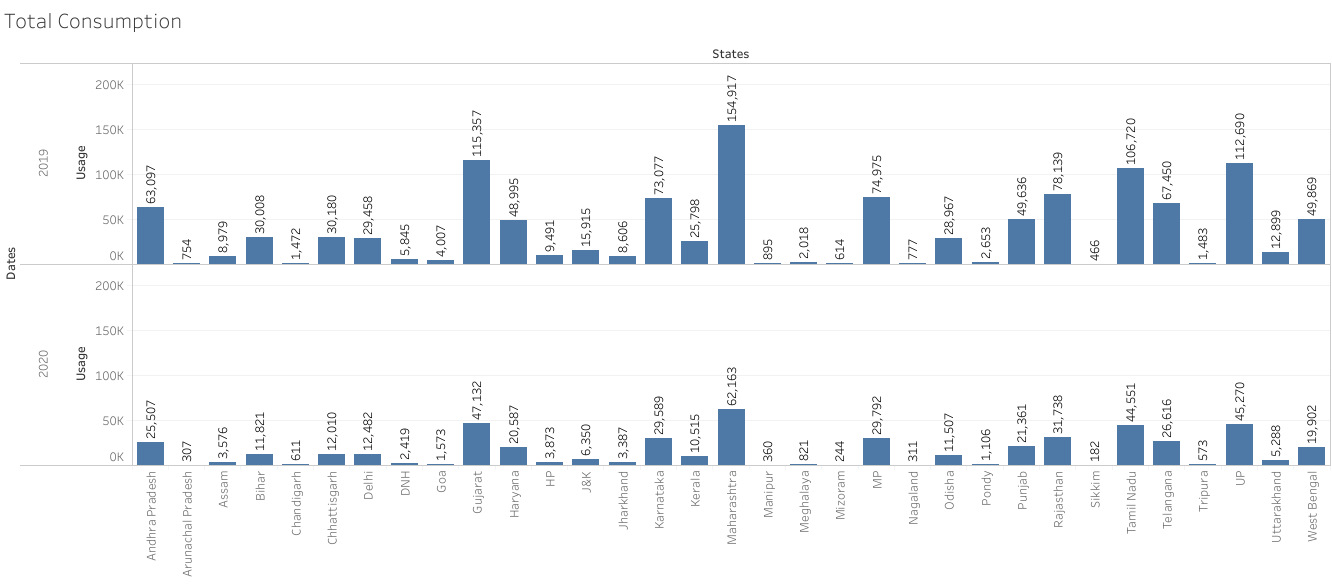 Total Consumption
States
Dates
2019
Usage
200K
150K
100K
50K
0K
63,097
754
8,979
30,008
1,472
30,180
29,458
5,845
4,007
115,357
48,995
9,491
15,915
8,606
73,077
25,798
154,917
895
2,018
614
74,975
777
28,967
2,653
49,636
78,139
466
106,720
67,450
1,483
112,690
12,899
49,869
2020
Usage
200K
150K
100K
50K
0K
25,507
307
3,576
11,821
611
12,010
12,482
2,419
1,573
47,132
20,587
3,873
6,350
3,387
29,589
10,515
62,163
360
821
244
29,792
311
11,507
1,106
21,361
31,738
182
44,551
26,616
573
45,270
5,288
19,902
Andhra Pradesh
Arunachal Pradesh
Assam
Bihar
Chandigarh
Chhattisgarh
Delhi
DNH
Goa
Gujarat
Haryana
HP
J&K
Jharkhand
Karnataka
Kerala
Maharashtra
Manipur
Meghalaya
Mizoram
MP
Nagaland
Odisha
Pondy
Punjab
Rajasthan
Sikkim
Tamil Nadu
Telangana
Tripura
UP
Uttarakhand
West Bengal